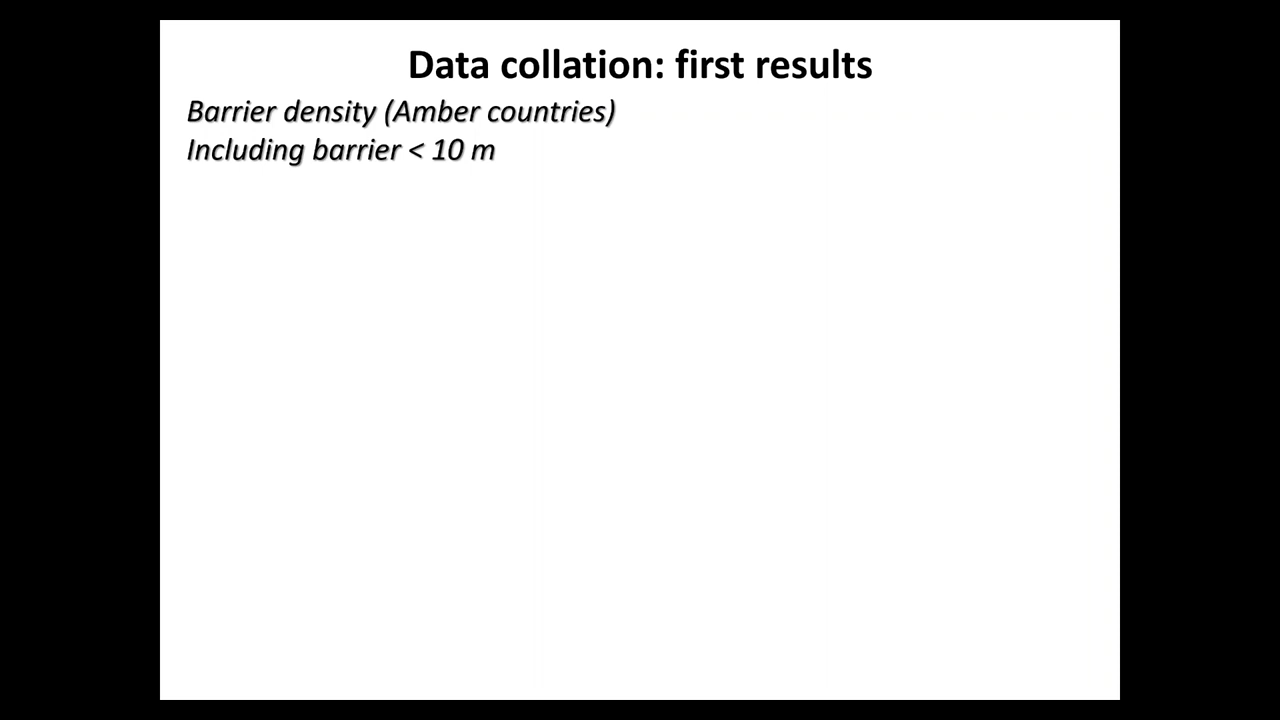 Data collation: first results
Barrier density (Amber countries)
Including barrier < 10 m